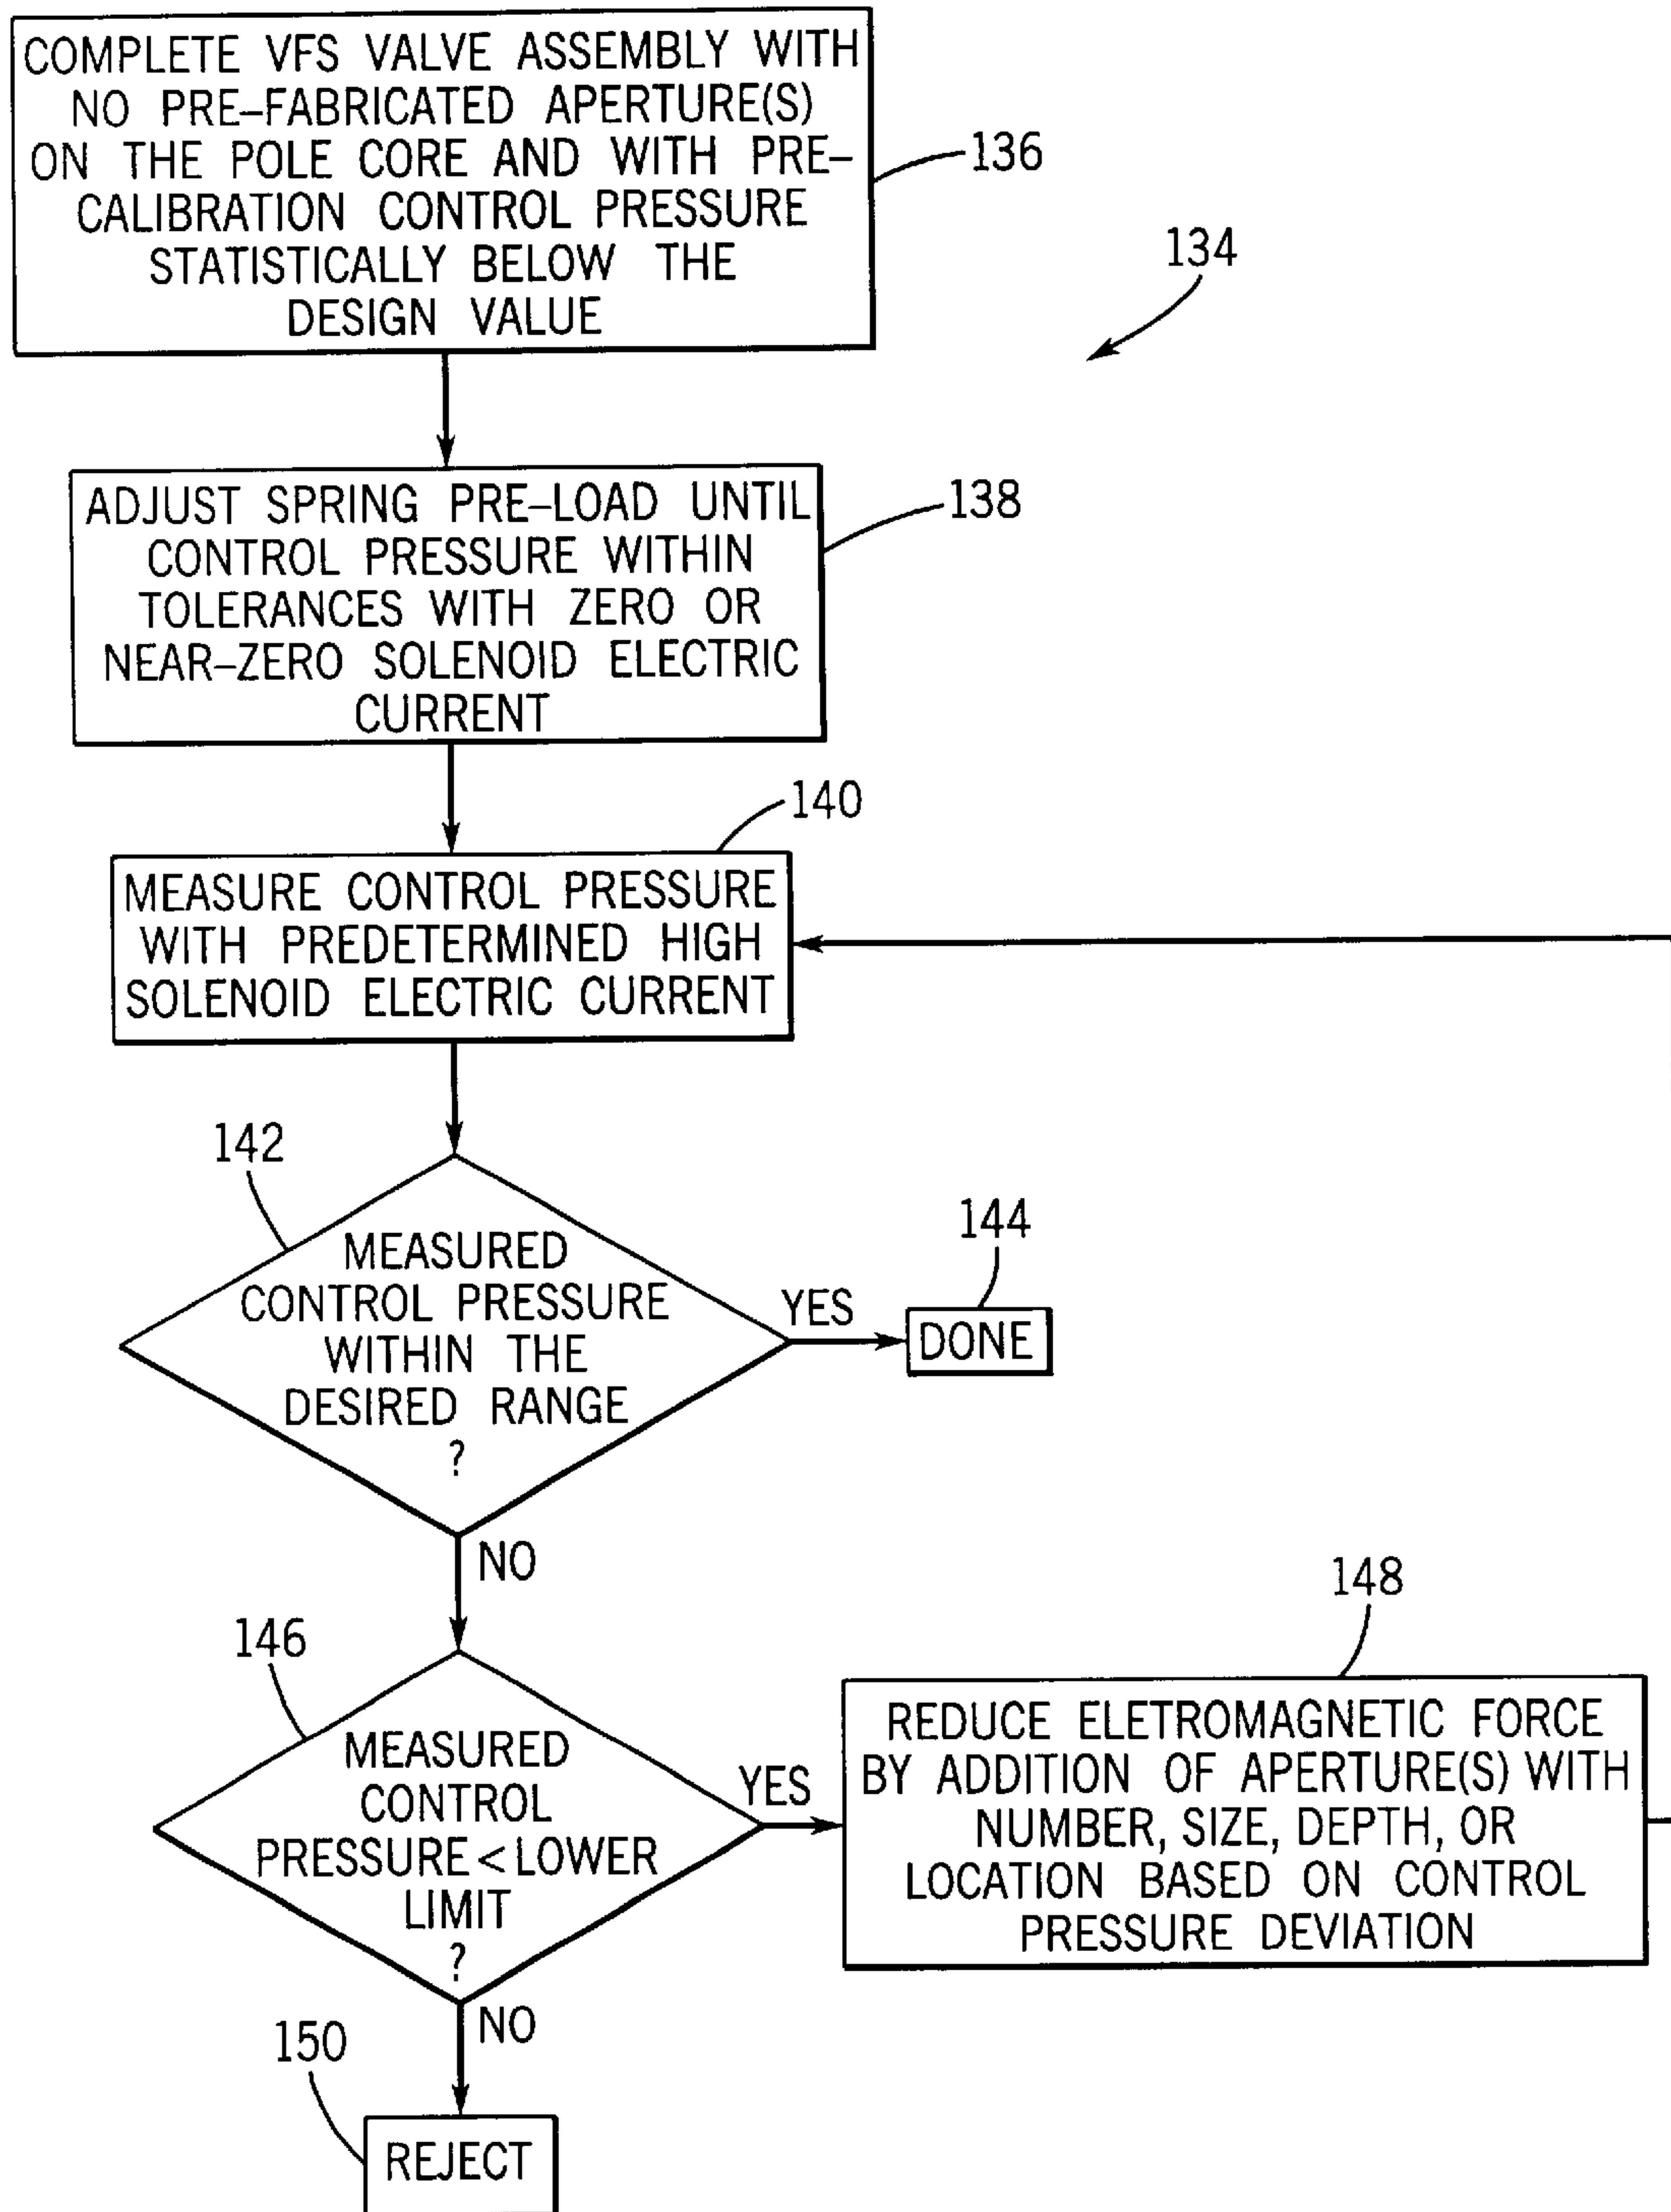 COMPLETE VFS VALVE ASSEMBLY WITH
NO PRE-FABRICATED APERTURE(S)
ON THE POLE CORE AND WITH PRE-
CALIBRATION CONTROL PRESSURE
STATISTICALLY BELOW THE
DESIGN VALUE
136
134
ADJUST SPRING PRE-LOAD UNTIL
CONTROL PRESSURE WITHIN
TOLERANCES WITH ZERO OR
NEAR-ZERO SOLENOID ELECTRIC
CURRENT
138
140
MEASURE CONTROL PRESSURE
WITH PREDETERMINED HIGH
SOLENOID ELECTRIC CURRENT
142
MEASURED
CONTROL PRESSURE
WITHIN THE
DESIRED RANGE
?
YES
144
DONE
NO
146
MEASURED
CONTROL
PRESSURE < LOWER
LIMIT
?
YES
148
REDUCE ELETROMAGNETIC FORCE
BY ADDITION OF APERTURE(S) WITH
NUMBER, SIZE, DEPTH, OR
LOCATION BASED ON CONTROL
PRESSURE DEVIATION
NO
150
REJECT